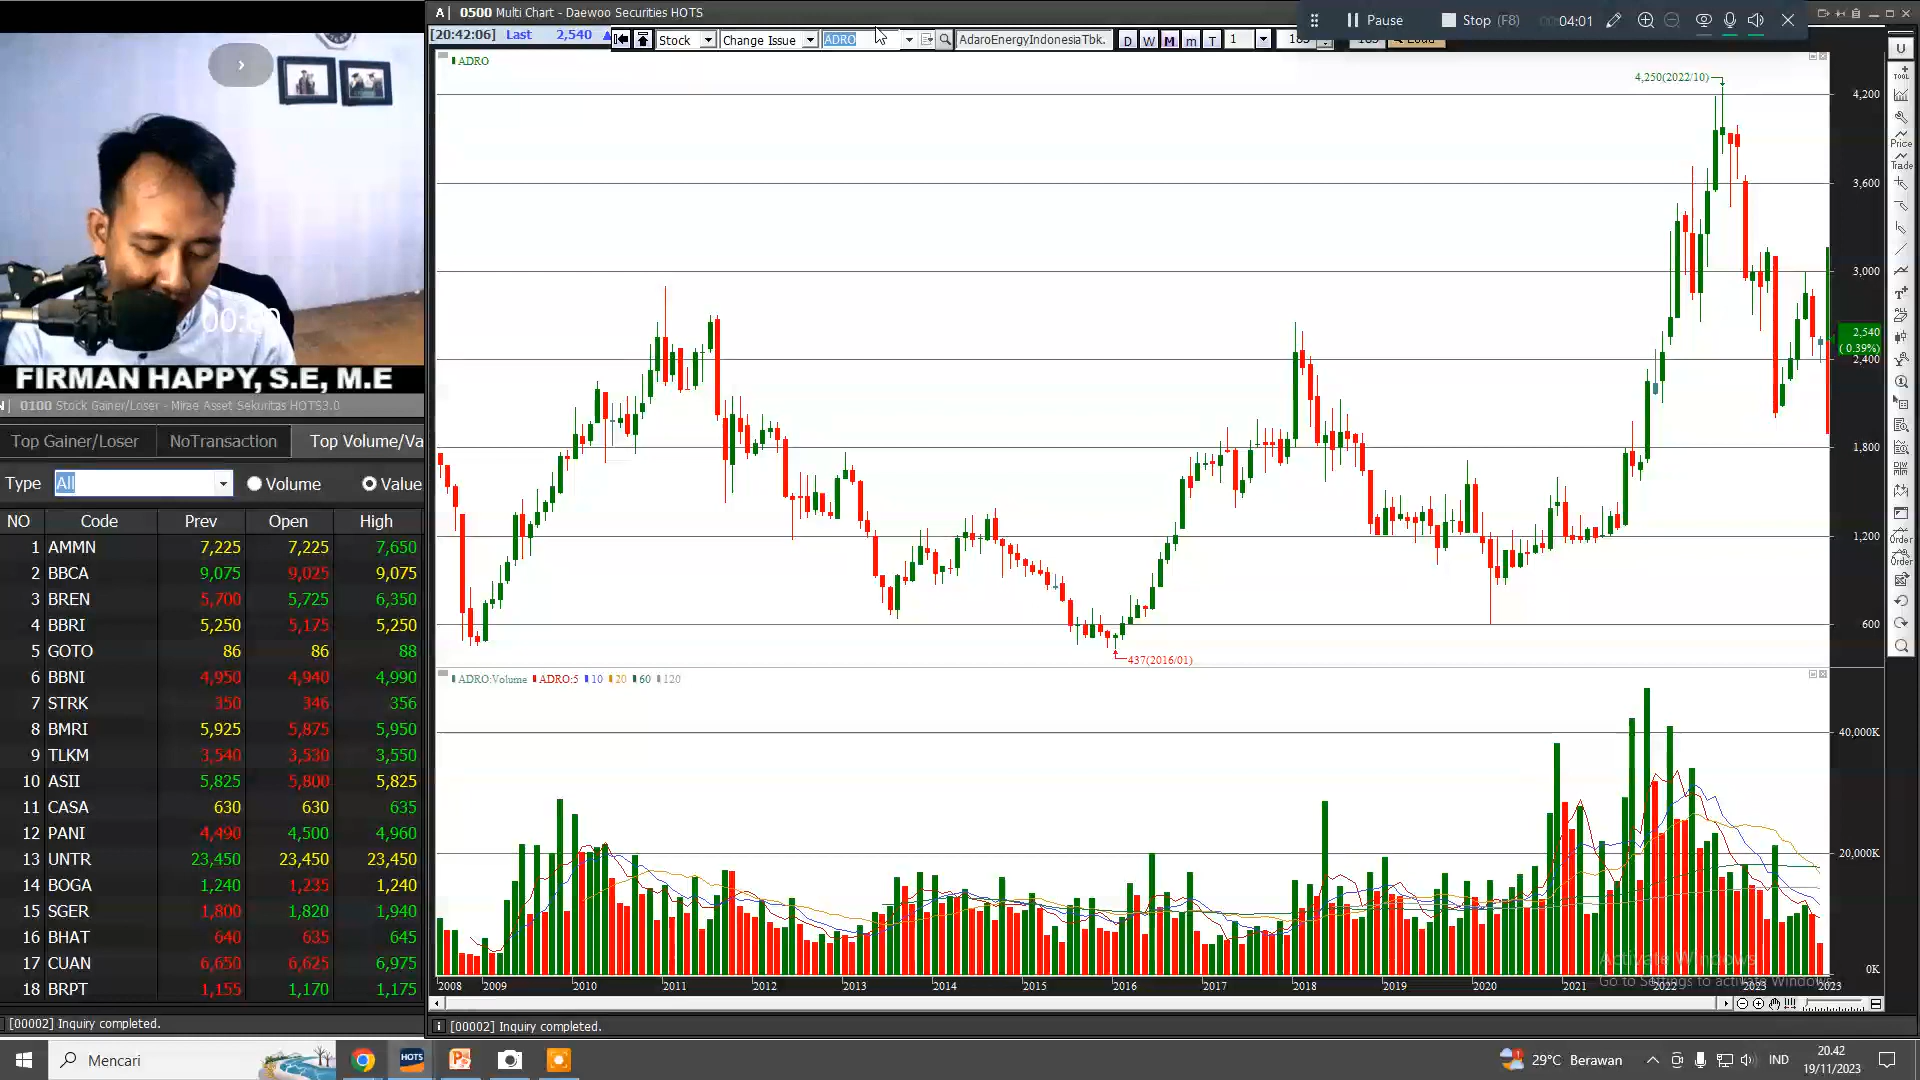 A | 0500 Multi Chart - Daewoo Securities HOTS
Pause
Stop (F8)
04:01
[20:42:06] Last 2,540
Stock
Change Issue
ADRO
AdaroEnergyIndonesiaTbk.
D W M m T 1
ADRO
4,250(2022/10)
4,200
3,600
3,000
2,540
( 0.39%)
2,400
1,800
1,200
600
437(2016/01)
ADRO:Volume ADRO:5 10 20 60 120
40,000K
20,000K
0K
2008 2009 2010 2011 2012 2013 2014 2015 2016 2017 2018 2019 2020 2021 2022 2023 2023
Activate Windows
Go to Settings to activate Windows.
[00002] Inquiry completed.
U
TOOL
Price
Trade
Order
Order
FIRMAN HAPPY, S.E, M.E
0100 Stock Gainer/Loser - Mirae Asset Sekuritas HOTS3.0
Top Gainer/Loser NoTransaction Top Volume/Va
Type All Volume Value
NO Code Prev Open High
1 AMMN 7,225 7,225 7,650
2 BBCA 9,075 9,025 9,075
3 BREN 5,700 5,725 6,350
4 BBRI 5,250 5,175 5,250
5 GOTO 86 86 88
6 BBNI 4,950 4,940 4,990
7 STRK 350 346 356
8 BMRI 5,925 5,875 5,950
9 TLKM 3,540 3,530 3,550
10 ASII 5,825 5,800 5,825
11 CASA 630 630 635
12 PANI 4,490 4,500 4,960
13 UNTR 23,450 23,450 23,450
14 BOGA 1,240 1,235 1,240
15 SGER 1,800 1,820 1,940
16 BHAT 640 635 645
17 CUAN 6,650 6,625 6,975
18 BRPT 1,155 1,170 1,175
[00002] Inquiry completed.
Mencari
HOTS
29°C Berawan
IND
20.42
19/11/2023